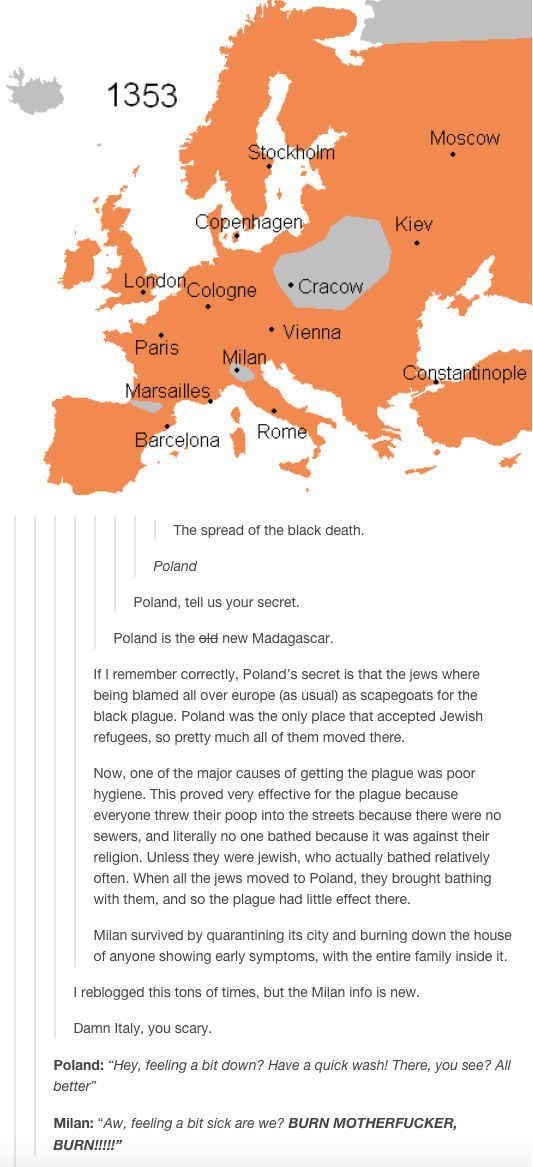 1353
Moscow
Stockholm
Copenhagen
Kiev
London
Cologne
Cracow
Paris
Vienna
Milan
Marsailles
Constantinople
Barcelona
Rome
The spread of the black death.
Poland
Poland, tell us your secret.
Poland is the old new Madagascar.
If I remember correctly, Poland's secret is that the jews where
being blamed all over europe (as usual) as scapegoats for the
black plague. Poland was the only place that accepted Jewish
refugees, so pretty much all of them moved there.
Now, one of the major causes of getting the plague was poor
hygiene. This proved very effective for the plague because
everyone threw their poop into the streets because there were no
sewers, and literally no one bathed because it was against their
religion. Unless they were jewish, who actually bathed relatively
often. When all the jews moved to Poland, they brought bathing
with them, and so the plague had little effect there.
Milan survived by quarantining its city and burning down the house
of anyone showing early symptoms, with the entire family inside it.
I reblogged this tons of times, but the Milan info is new.
Damn Italy, you scary.
Poland: “Hey, feeling a bit down? Have a quick wash! There, you see? All
better”
Milan: “Aw, feeling a bit sick are we? BURN MOTHERFUCKER,
BURN!!!!!”